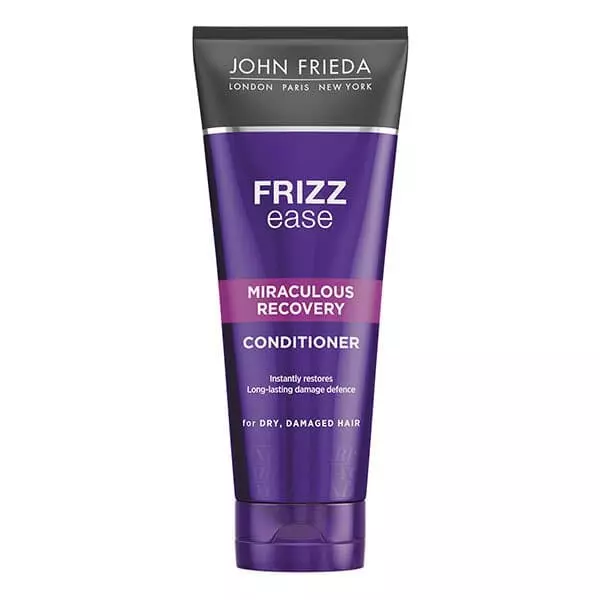 JOHN FRIEDA
LONDON PARIS NEW YORK
FRIZZ
ease
MIRACULOUS
RECOVERY
CONDITIONER
Instantly restores
Long-lasting damage defence
for DRY, DAMAGED HAIR